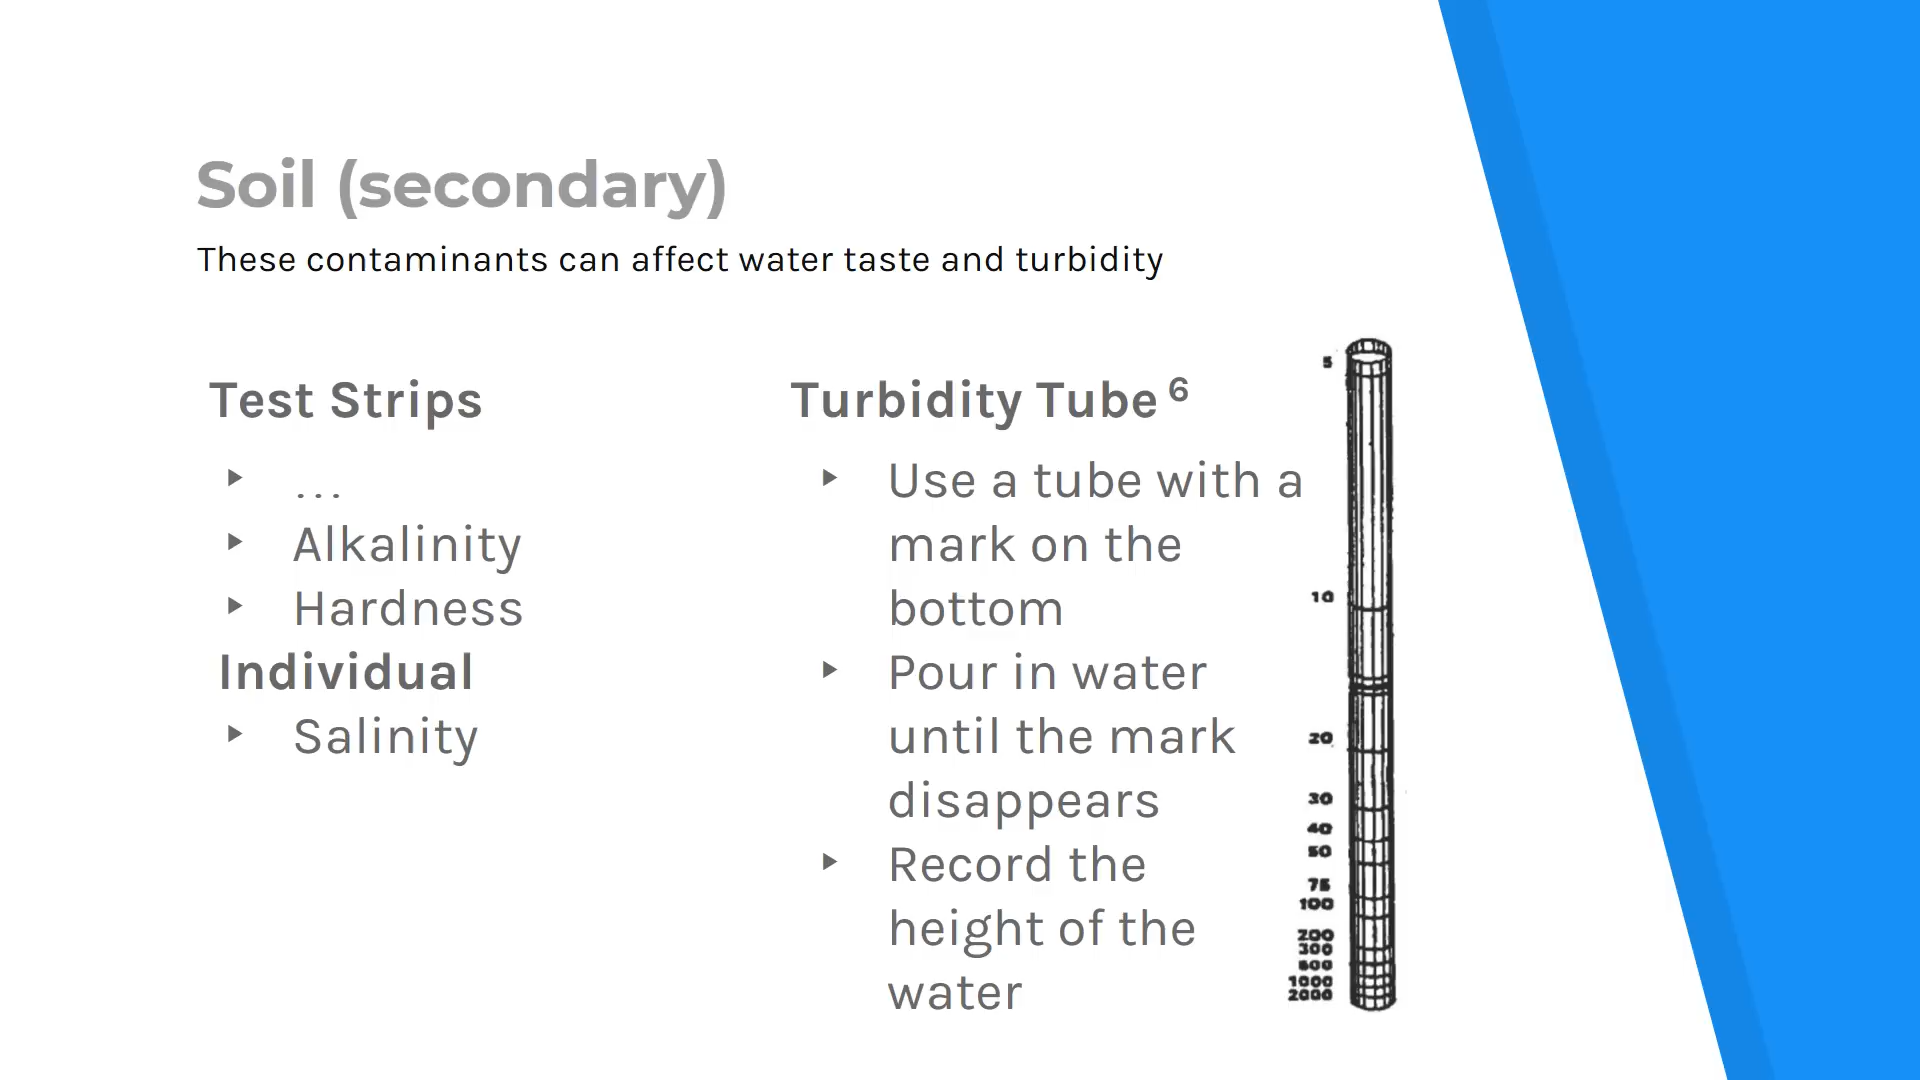 Soil (secondary)
These contaminants can affect water taste and turbidity
Test Strips
...
Alkalinity
Hardness
Individual
Salinity
Turbidity Tube 6
Use a tube with a
mark on the
bottom
Pour in water
until the mark
disappears
Record the
height of the
water
5
10
20
30
40
50
75
100
200
300
1000
2000